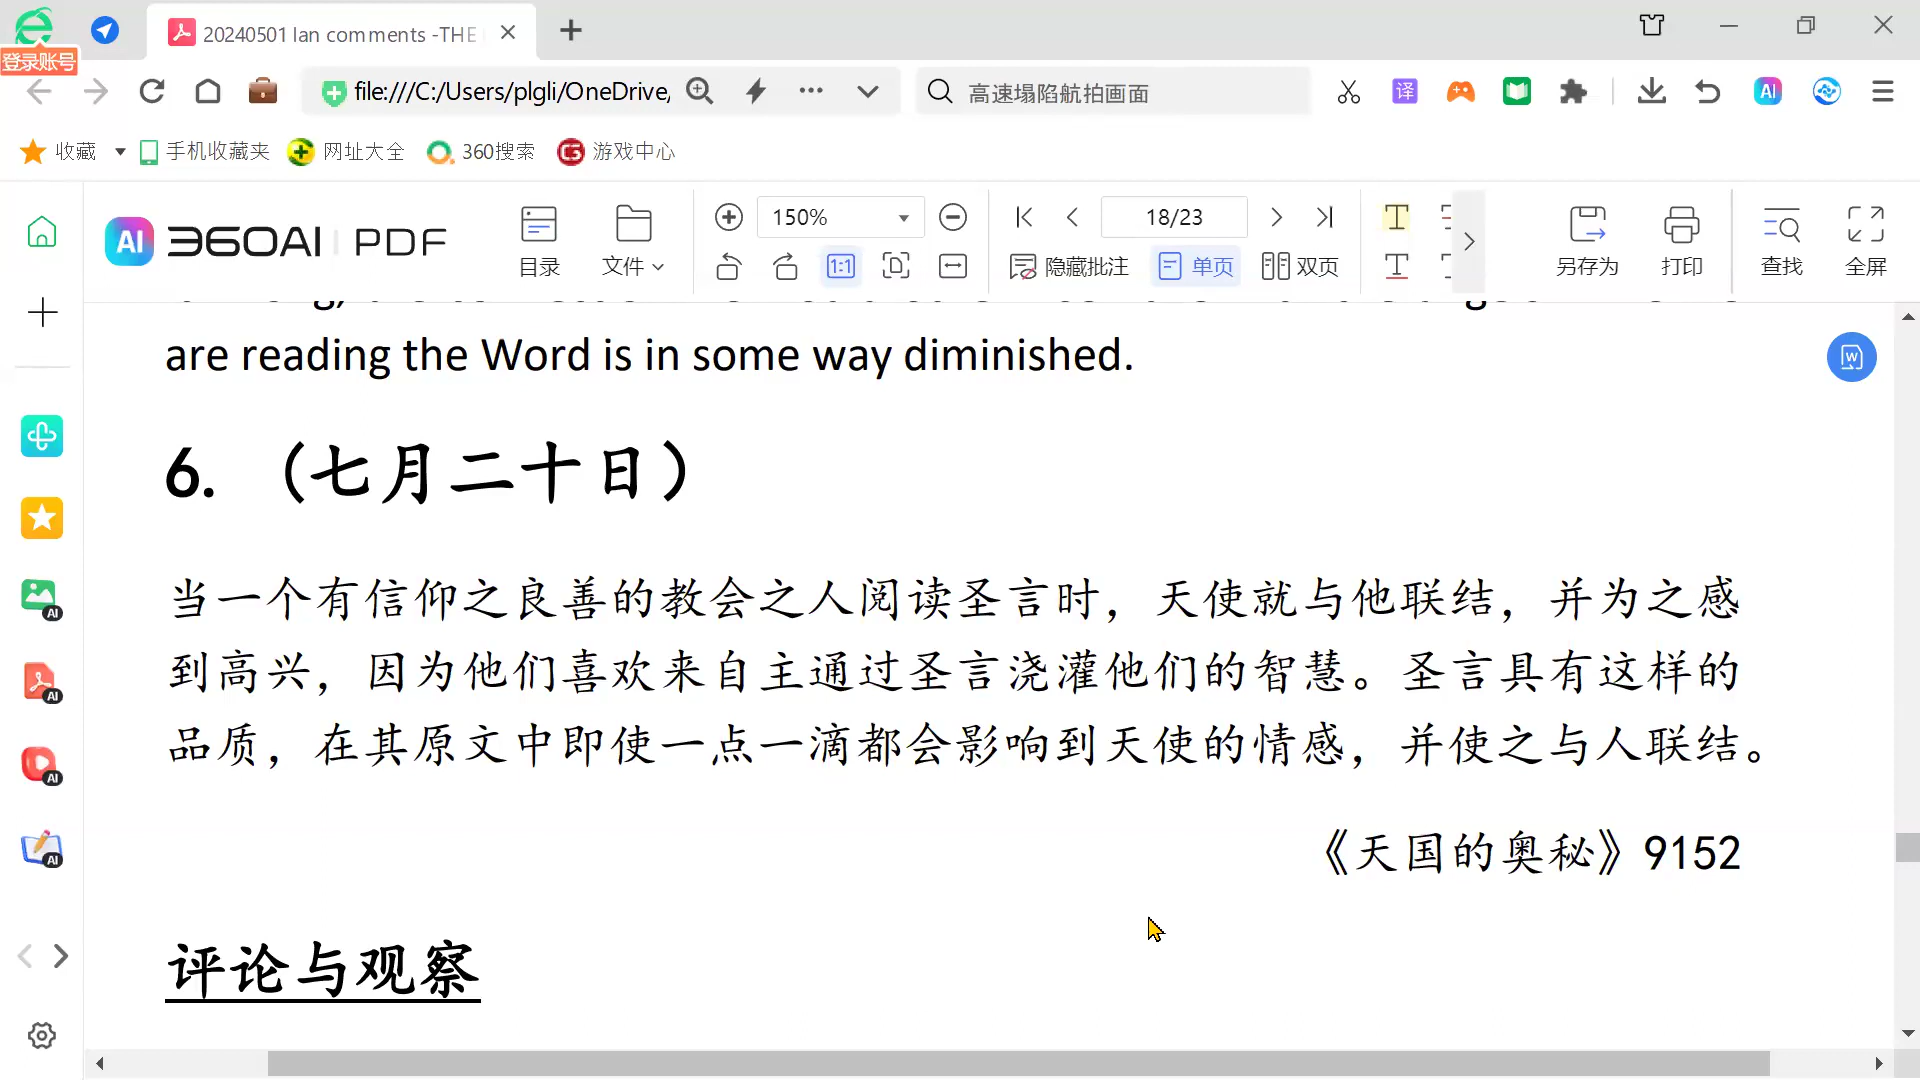 20240501 Ian comments -THE
登录账号
file:///C:/Users/plgli/OneDrive,
高速塌陷航拍画面
译
AI
收藏
手机收藏夹
网址大全
360搜索
游戏中心
AI 360AI PDF
目录
文件
150%
1:1
18/23
隐藏批注
单页
双页
另存为
打印
查找
全屏
are reading the Word is in some way diminished.
6. （七月二十日）
当一个有信仰之良善的教会之人阅读圣言时，天使就与他联结，并为之感
到高兴，因为他们喜欢来自主通过圣言浇灌他们的智慧。圣言具有这样的
品质，在其原文中即使一点一滴都会影响到天使的情感，并使之与人联结。
《天国的奥秘》9152
评论与观察
AI
AI
AI
AI